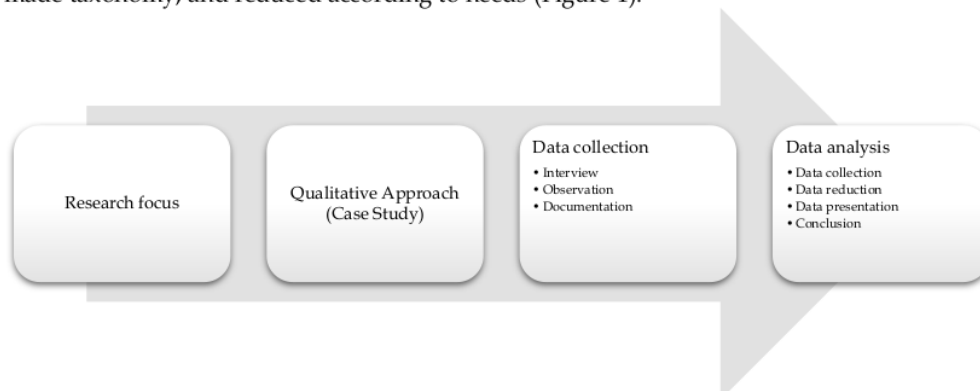 made taxonomy, and reduced according to needs (Figure 1).
Research focus
Qualitative Approach
(Case Study)
Data collection
• Interview
• Observation
• Documentation
Data analysis
• Data collection
• Data reduction
• Data presentation
• Conclusion